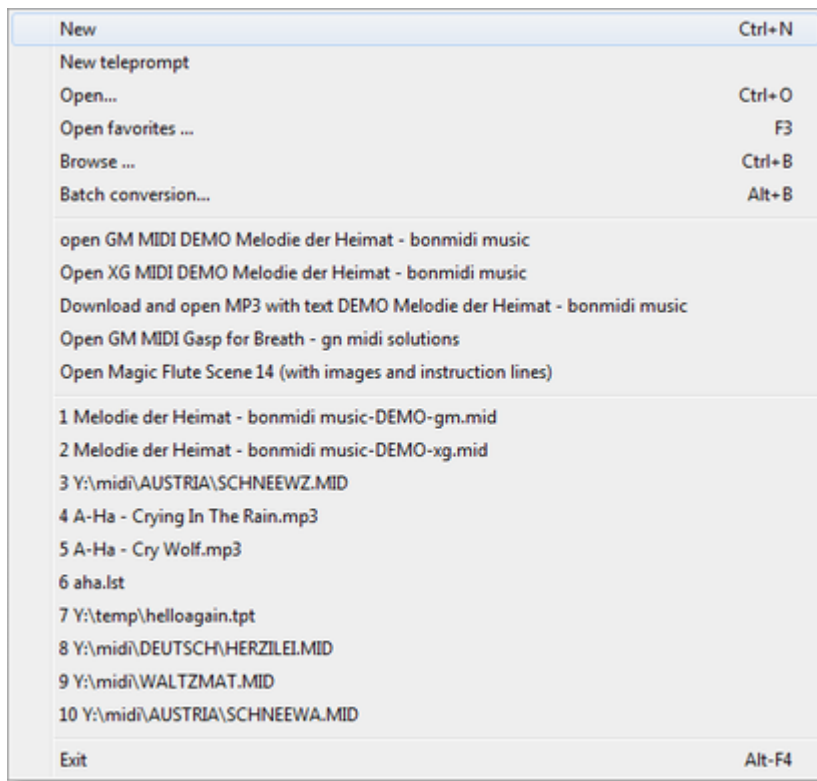 New Ctrl+N
New teleprompt
Open... Ctrl+O
Open favorites ... F3
Browse ... Ctrl+B
Batch conversion... Alt+B
open GM MIDI DEMO Melodie der Heimat - bonmidi music
Open XG MIDI DEMO Melodie der Heimat - bonmidi music
Download and open MP3 with text DEMO Melodie der Heimat - bonmidi music
Open GM MIDI Gasp for Breath - gn midi solutions
Open Magic Flute Scene 14 (with images and instruction lines)
1 Melodie der Heimat - bonmidi music-DEMO-gm.mid
2 Melodie der Heimat - bonmidi music-DEMO-xg.mid
3 Y:\midi\AUSTRIA\SCHNEEWZ.MID
4 A-Ha - Crying In The Rain.mp3
5 A-Ha - Cry Wolf.mp3
6 aha.lst
7 Y:\temp\helloagain.tpt
8 Y:\midi\DEUTSCH\HERZILEI.MID
9 Y:\midi\WALTZMAT.MID
10 Y:\midi\AUSTRIA\SCHNEEWA.MID
Exit Alt-F4